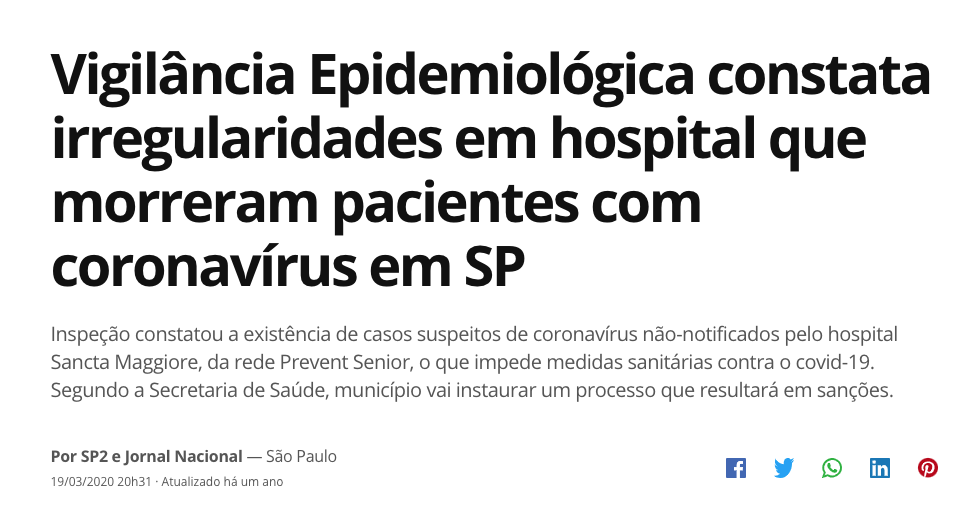 Vigilância Epidemiológica constata
irregularidades em hospital que
morreram pacientes com
coronavírus em SP
Inspeção constatou a existência de casos suspeitos de coronavírus não-notificados pelo hospital
Sancta Maggiore, da rede Prevent Senior, o que impede medidas sanitárias contra o covid-19.
Segundo a Secretaria de Saúde, município vai instaurar um processo que resultará em sanções.
Por SP2 e Jornal Nacional — São Paulo
19/03/2020 20h31 · Atualizado há um ano